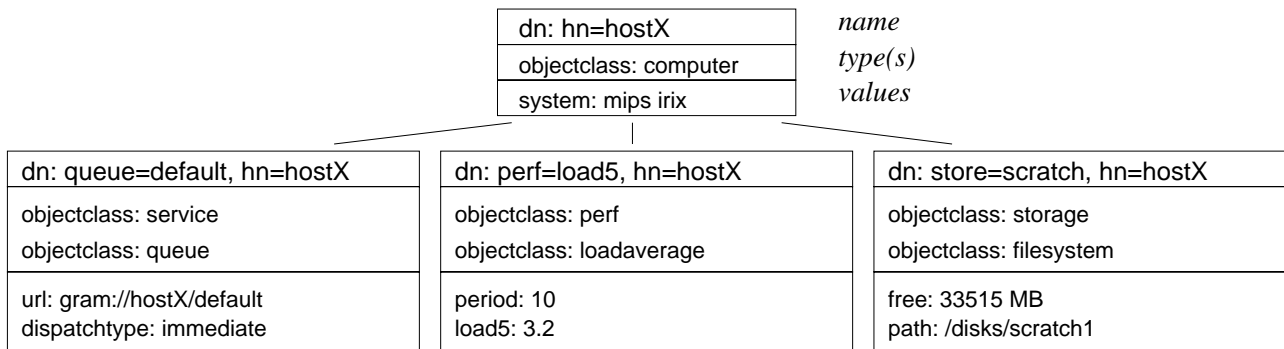 dn: hn=hostX
name
objectclass: computer
type(s)
system: mips irix
values
dn: queue=default, hn=hostX
objectclass: service
objectclass: queue
url: gram://hostX/default
dispatchtype: immediate
dn: perf=load5, hn=hostX
objectclass: perf
objectclass: loadaverage
period: 10
load5: 3.2
dn: store=scratch, hn=hostX
objectclass: storage
objectclass: filesystem
free: 33515 MB
path: /disks/scratch1